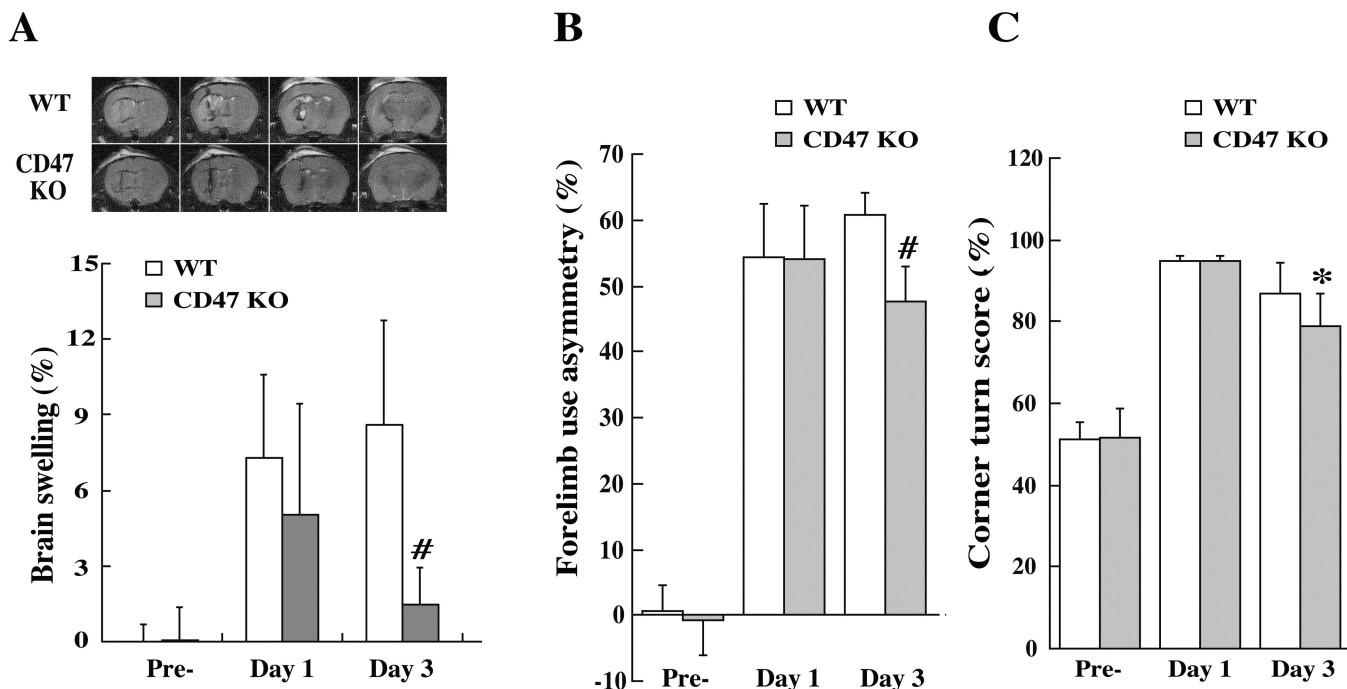 A
WT
CD47
KO
WT
CD47 KO
Brain swelling (%)
15
12
9
6
3
0
#
Pre-
Day 1
Day 3
B
WT
CD47 KO
Forelimb use asymmetry (%)
70
60
50
40
30
20
10
0
-10
#
Pre-
Day 1
Day 3
C
WT
CD47 KO
Corner turn score (%)
120
100
80
60
40
20
0
*
Pre-
Day 1
Day 3